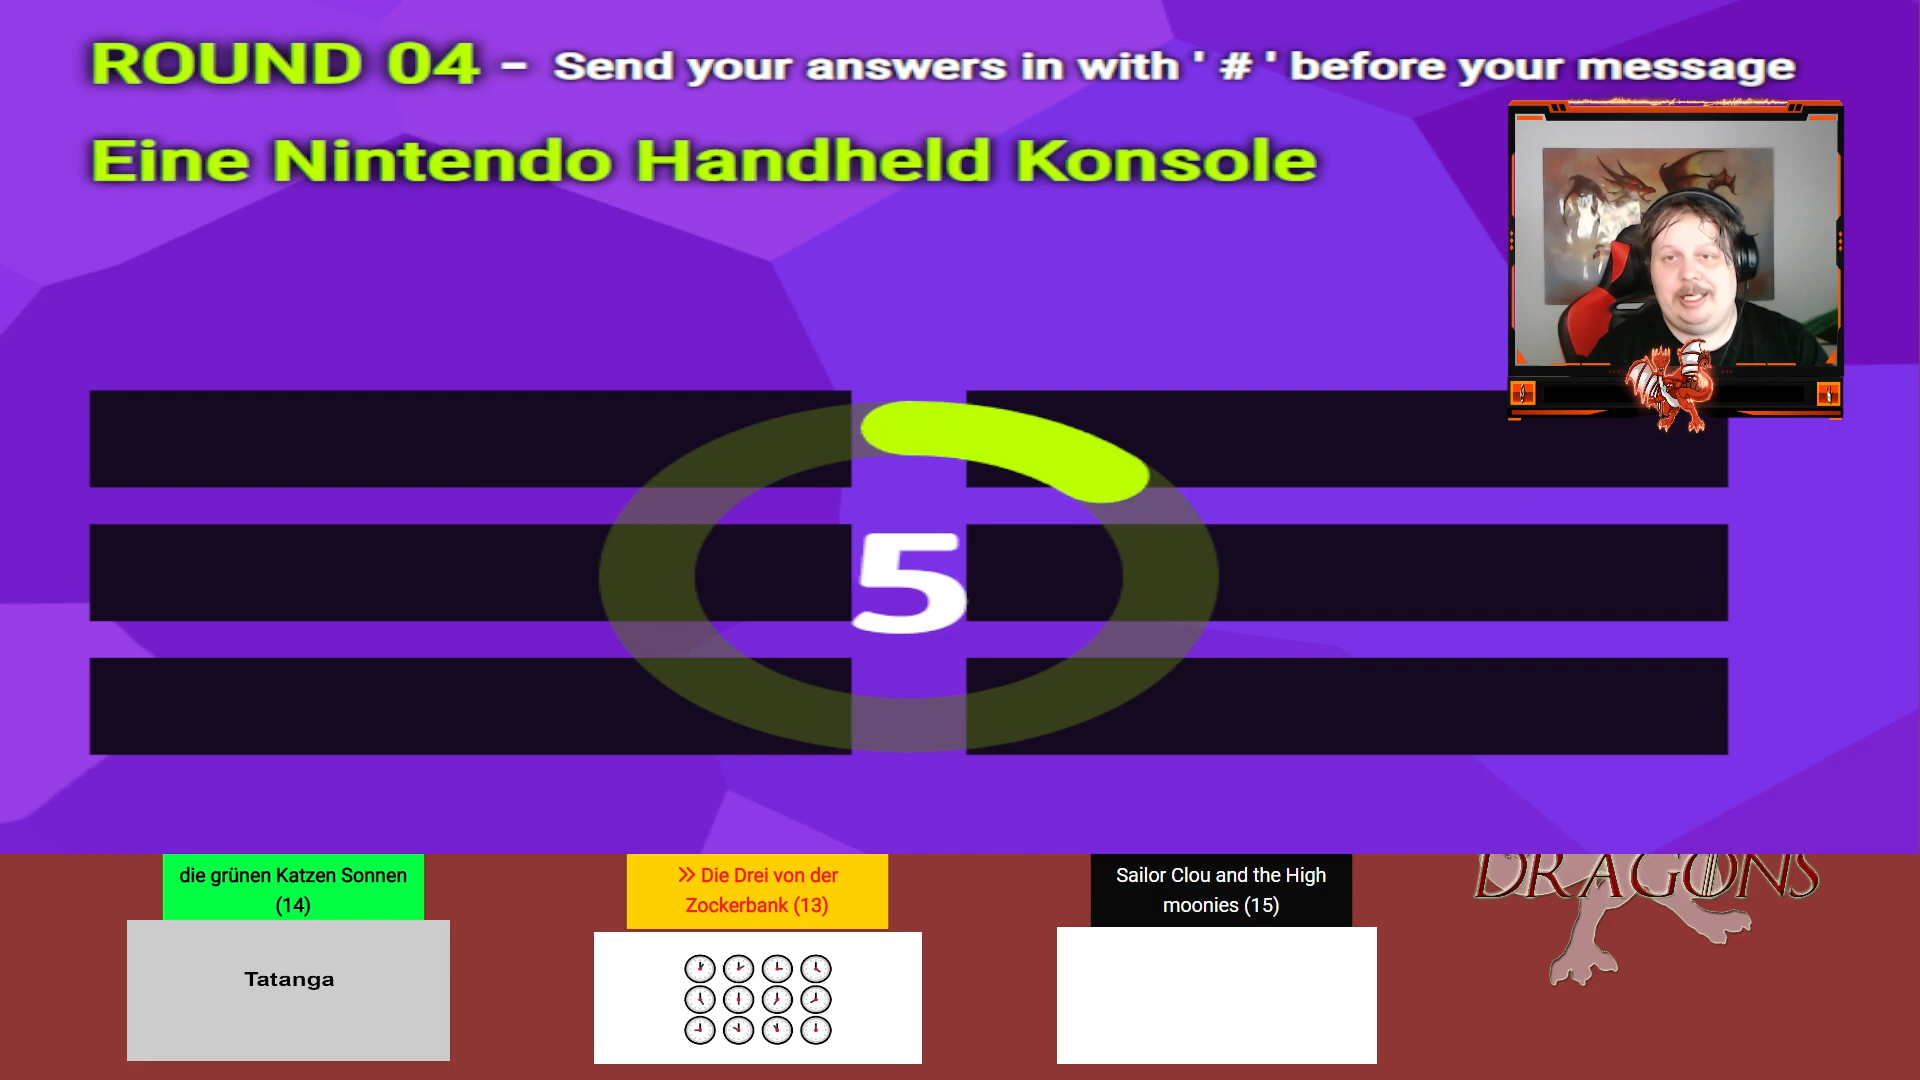 ROUND 04 - Send your answers in with ' # ' before your message
Eine Nintendo Handheld Konsole
5
die grünen Katzen Sonnen
(14)
Die Drei von der
Zockerbank (13)
Sailor Clou and the High
moonies (15)
DRAGONS
Tatanga